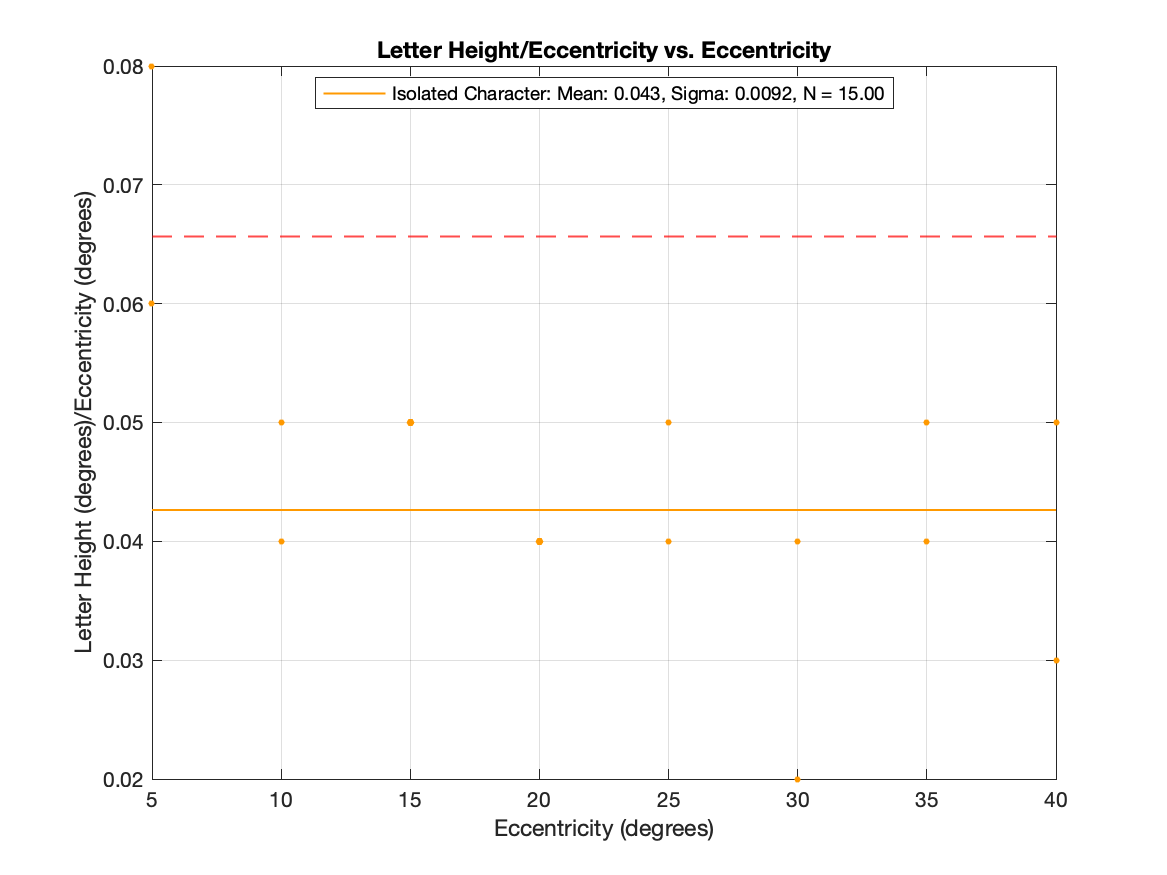 Letter Height/Eccentricity vs. Eccentricity
Isolated Character: Mean: 0.043, Sigma: 0.0092, N = 15.00
Letter Height (degrees)/Eccentricity (degrees)
0.08
0.07
0.06
0.05
0.04
0.03
0.02
5 10 15 20 25 30 35 40
Eccentricity (degrees)